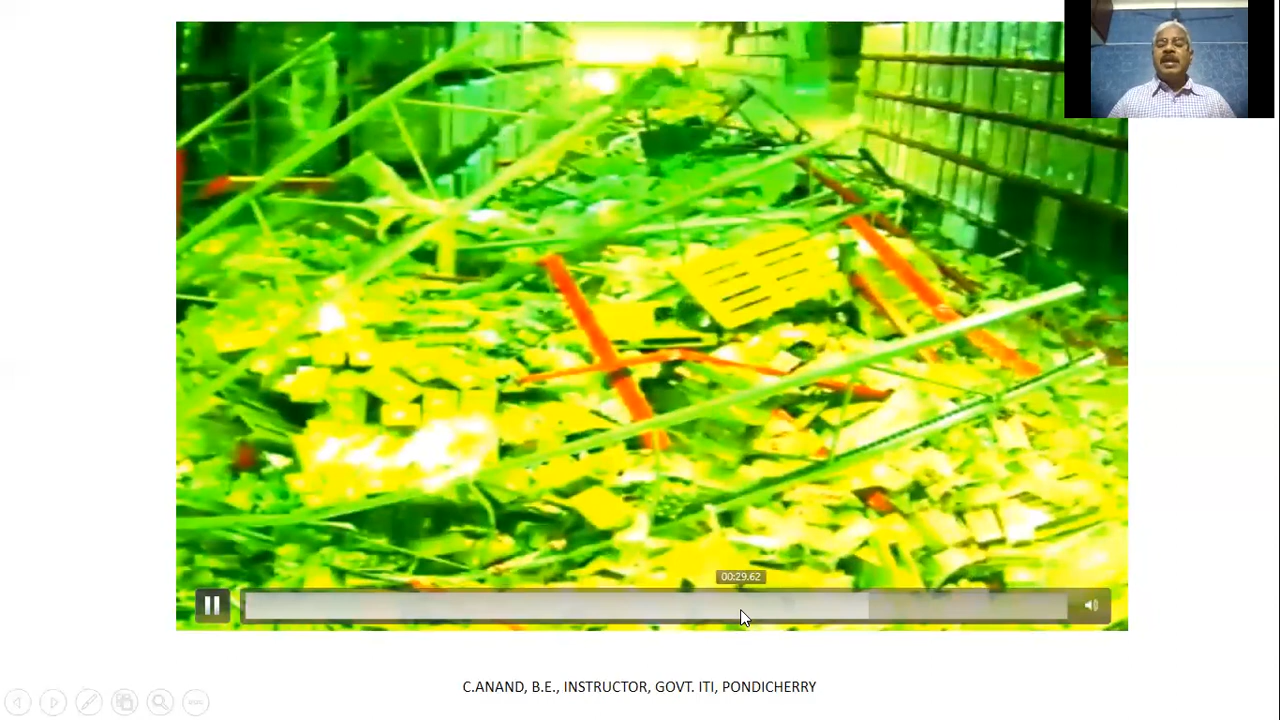 00:29.62
C.ANAND, B.E., INSTRUCTOR, GOVT. ITI, PONDICHERRY